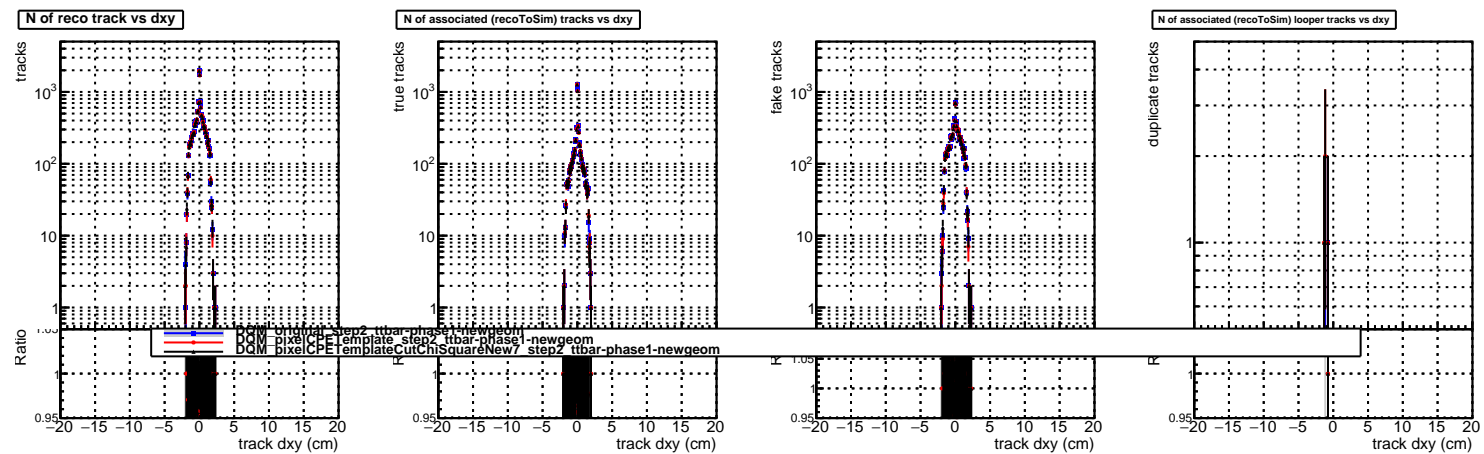 N of reco track vs dxy
tracks
10³
10²
10
1
1.05
Ratio
1
0.95
−20 −15 −10 −5 0 5 10 15 20
track dxy (cm)
N of associated (recoToSim) tracks vs dxy
true tracks
10³
10²
10
1
1
0.95
−20 −15 −10 −5 0 5 10 15 20
track dxy (cm)
fake tracks
10³
10²
10
1
1.05
1
0.95
−20 −15 −10 −5 0 5 10 15 20
track dxy (cm)
N of associated (recoToSim) looper tracks vs dxy
duplicate tracks
1
1
0.95
−20 −15 −10 −5 0 5 10 15 20
track dxy (cm)
DQM_original_step2_ttbar-phase1-newgeom
DQM_pixelCPETemplate_step2_ttbar-phase1-newgeom
DQM_pixelCPETemplateCutChiSquareNew7_step2_ttbar-phase1-newgeom